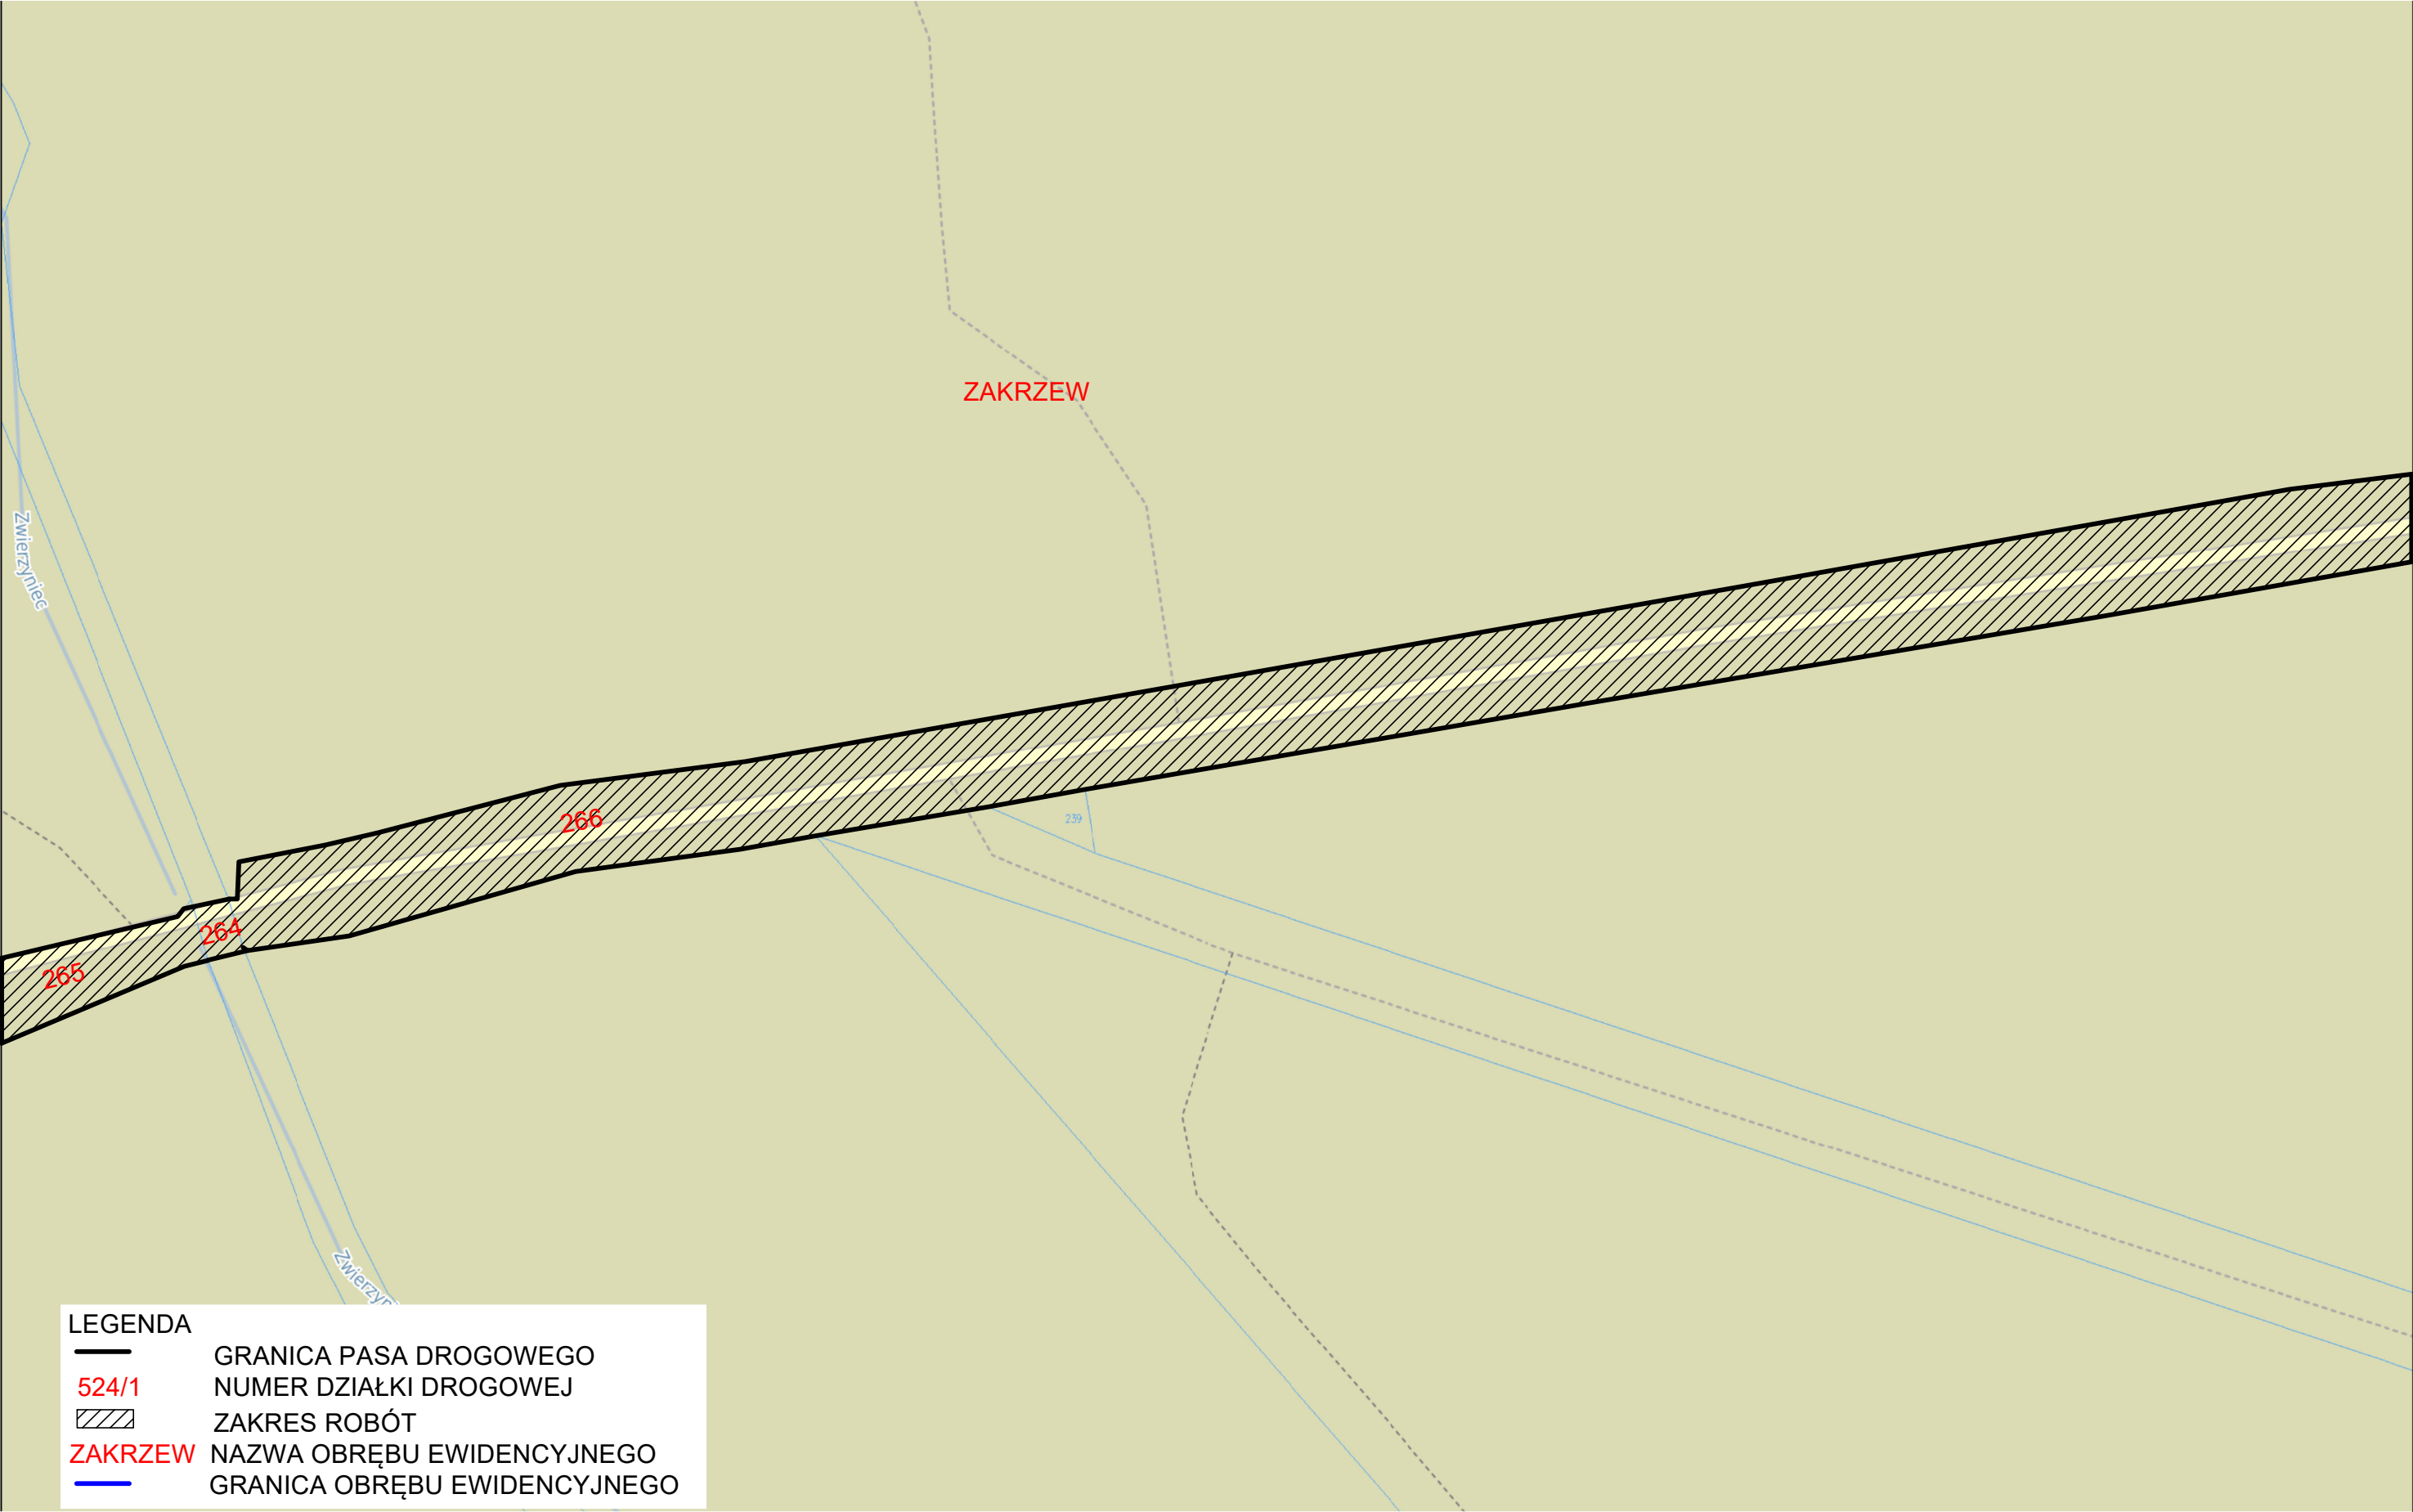 ZAKRZEW
Zwierzyniec
266
239
264
265
Zwierzyn
LEGENDA
GRANICA PASA DROGOWEGO
524/1 NUMER DZIAŁKI DROGOWEJ
ZAKRES ROBÓT
ZAKRZEW NAZWA OBRĘBU EWIDENCYJNEGO
GRANICA OBRĘBU EWIDENCYJNEGO